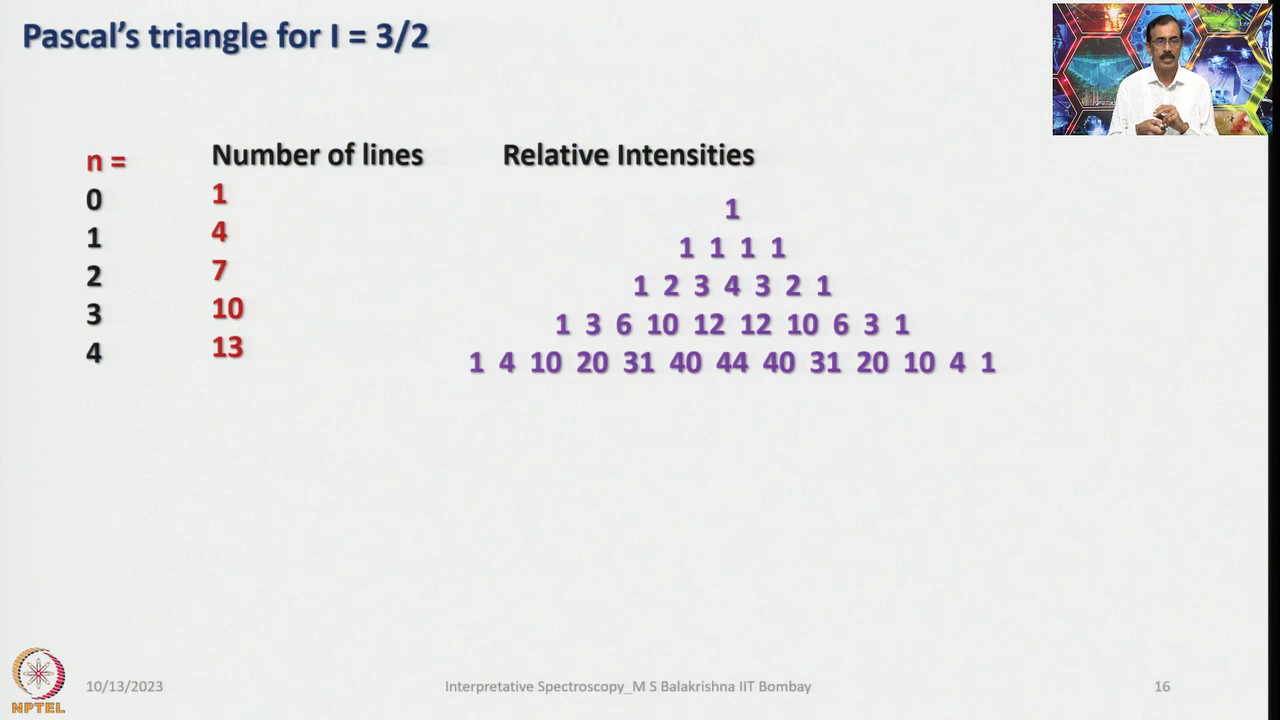 Pascal's triangle for I = 3/2
n = Number of lines Relative Intensities
0 1 1
1 4 1 1 1 1
2 7 1 2 3 4 3 2 1
3 10 1 3 6 10 12 12 10 6 3 1
4 13 1 4 10 20 31 40 44 40 31 20 10 4 1
NPTEL
10/13/2023 Interpretative Spectroscopy_M S Balakrishna IIT Bombay 16